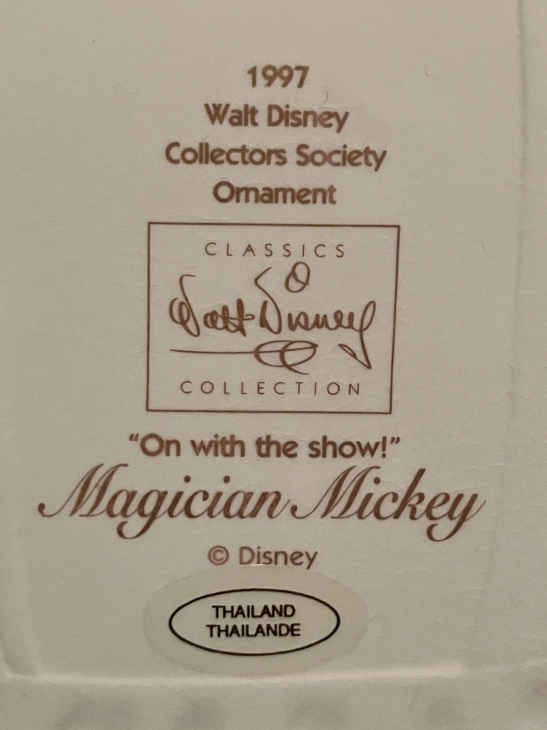 1997
Walt Disney
Collectors Society
Ornament
CLASSICS
Walt Disney
COLLECTION
"On with the show!"
Magician Mickey
© Disney
THAILAND
THAILANDE